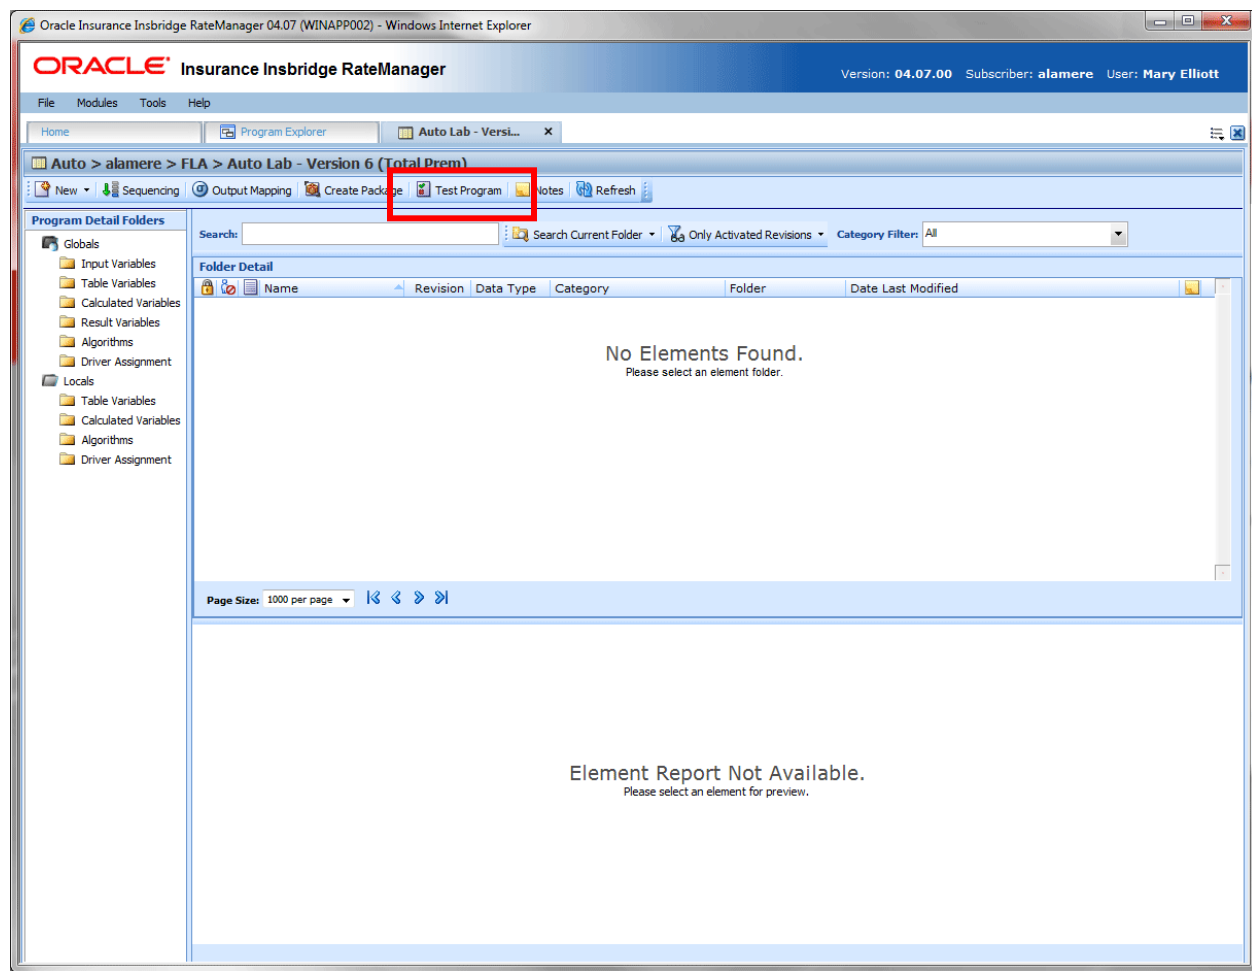 Oracle Insurance Insbridge RateManager 04.07 (WINAPP002) - Windows Internet Explorer
ORACLE Insurance Insbridge RateManager
Version: 04.07.00 Subscriber: alamere User: Mary Elliott
File Modules Tools Help
Home Program Explorer Auto Lab - Versi... x
Auto > alamere > FLA > Auto Lab - Version 6 (Total Prem)
New Sequencing Output Mapping Create Package Test Program Notes Refresh
Program Detail Folders
Globals
Input Variables
Table Variables
Calculated Variables
Result Variables
Algorithms
Driver Assignment
Locals
Table Variables
Calculated Variables
Algorithms
Driver Assignment
Search: Search Current Folder Only Activated Revisions Category Filter: All
Folder Detail
Name Revision Data Type Category Folder Date Last Modified
No Elements Found.
Please select an element folder.
Page Size: 1000 per page
Element Report Not Available.
Please select an element for preview.